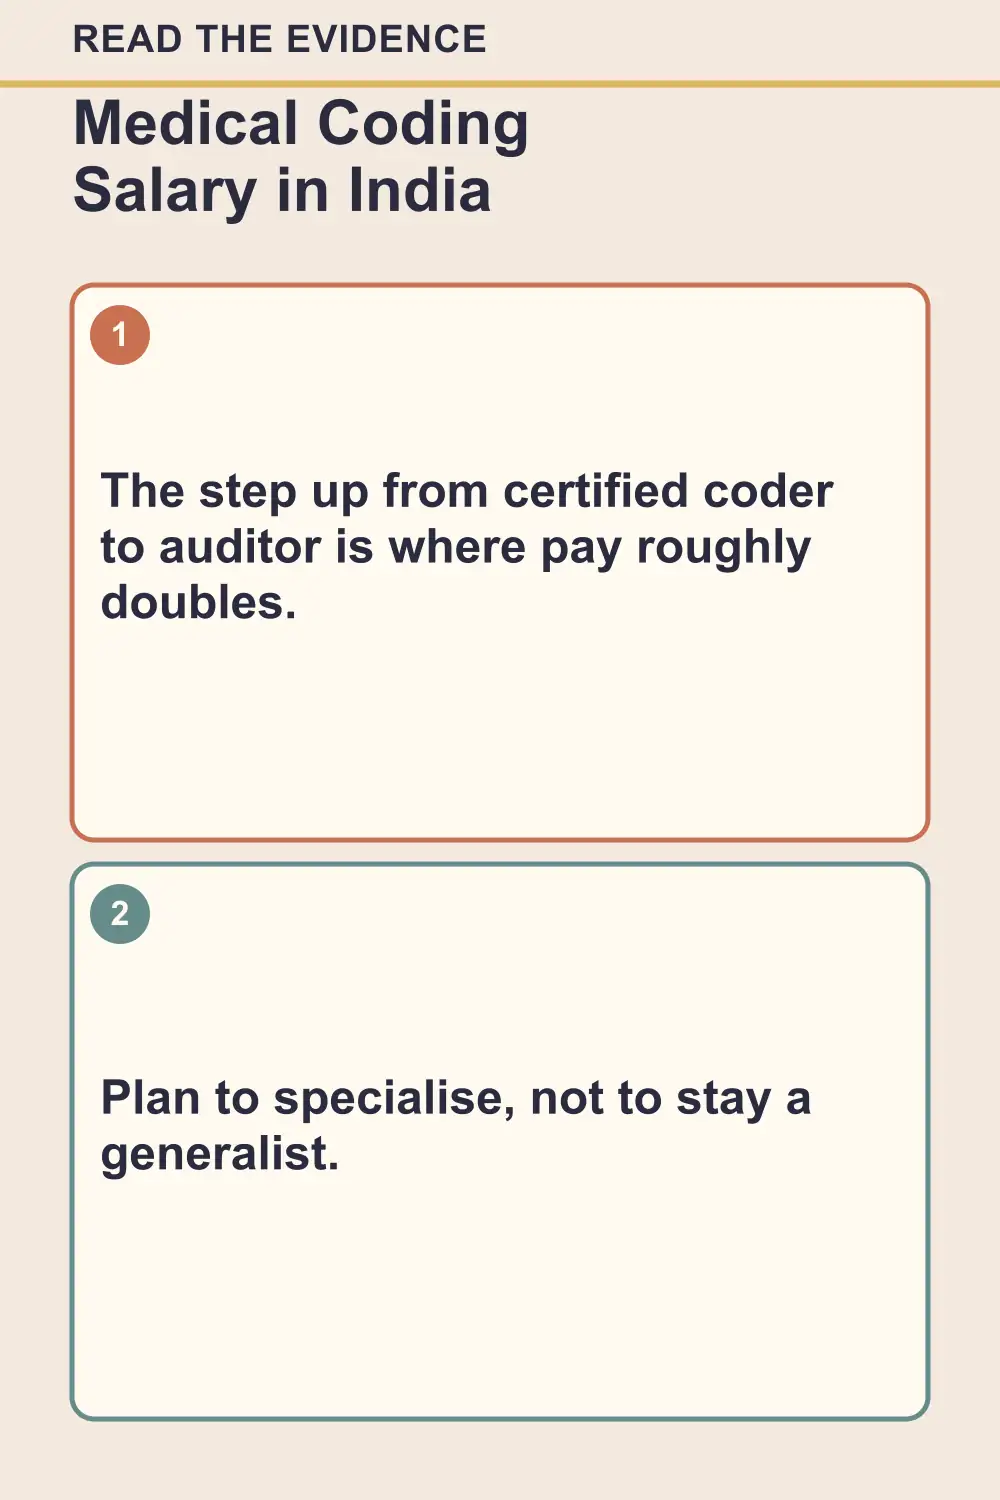 READ THE EVIDENCE
Medical Coding
Salary in India
1
The step up from certified coder
to auditor is where pay roughly
doubles.
2
Plan to specialise, not to stay a
generalist.